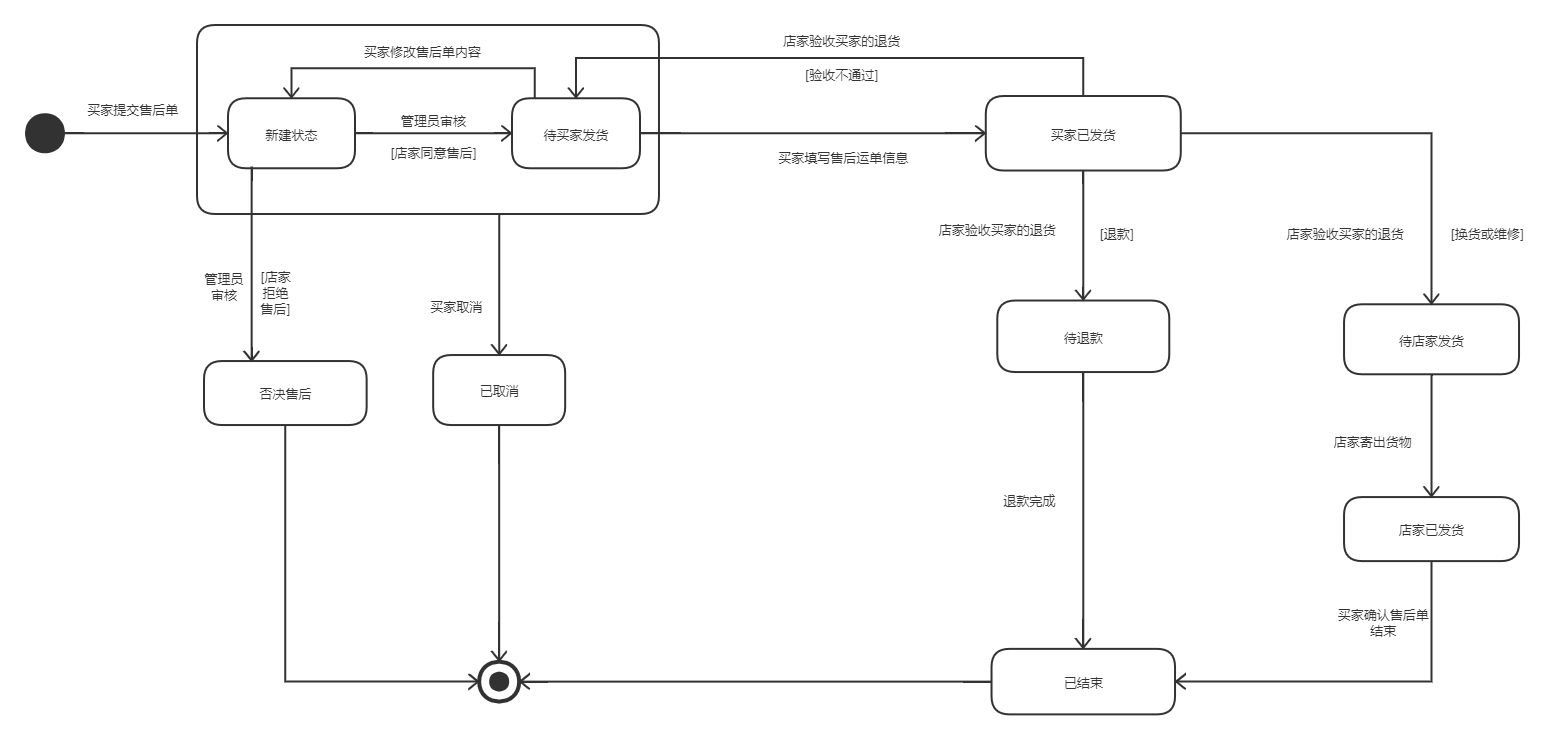 店家验收买家的退货
买家修改售后单内容
[验收不通过]
买家提交售后单
管理员审核
新建状态
待买家发货
买家已发货
[店家同意售后]
买家填写售后运单信息
店家验收买家的退货
[退款]
店家验收买家的退货
[换货或维修]
管理员
审核
[店家
拒绝
售后]
买家取消
待退款
待店家发货
否决售后
已取消
店家寄出货物
退款完成
店家已发货
买家确认售后单
结束
已结束